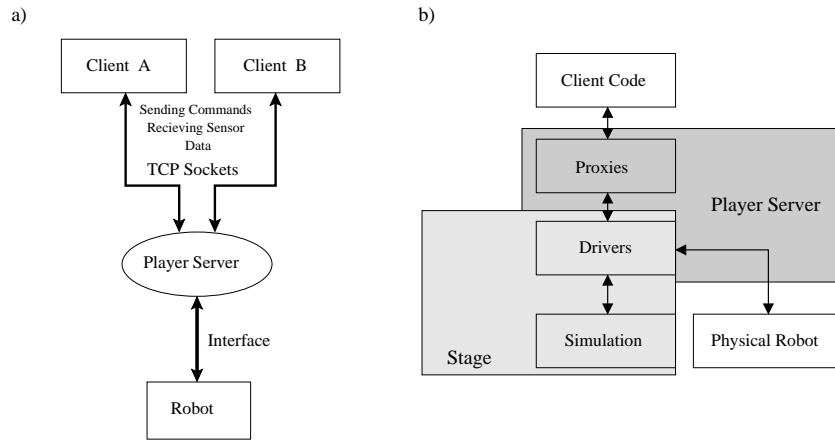 a)
Client A
Client B
Sending Commands
Recieving Sensor
Data
TCP Sockets
Player Server
Interface
Robot
b)
Client Code
Proxies
Player Server
Drivers
Simulation
Stage
Physical Robot